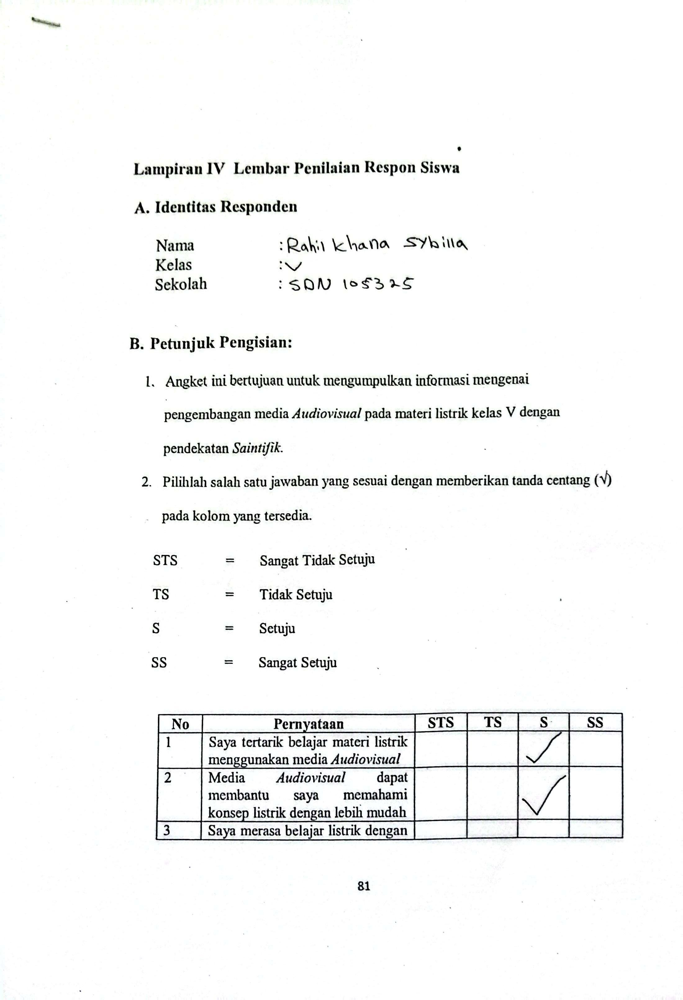 Lampiran IV Lembar Penilaian Respon Siswa
A. Identitas Responden
Nama : Rahil Khana Sybilla
Kelas : V
Sekolah : SDN 105325
B. Petunjuk Pengisian:
1. Angket ini bertujuan untuk mengumpulkan informasi mengenai
pengembangan media Audiovisual pada materi listrik kelas V dengan
pendekatan Saintifik.
2. Pilihlah salah satu jawaban yang sesuai dengan memberikan tanda centang (√)
pada kolom yang tersedia.
STS = Sangat Tidak Setuju
TS = Tidak Setuju
S = Setuju
SS = Sangat Setuju
No Pernyataan STS TS S SS
1 Saya tertarik belajar materi listrik
menggunakan media Audiovisual ✓
2 Media Audiovisual dapat
membantu saya memahami
konsep listrik dengan lebih mudah ✓
3 Saya merasa belajar listrik dengan
81